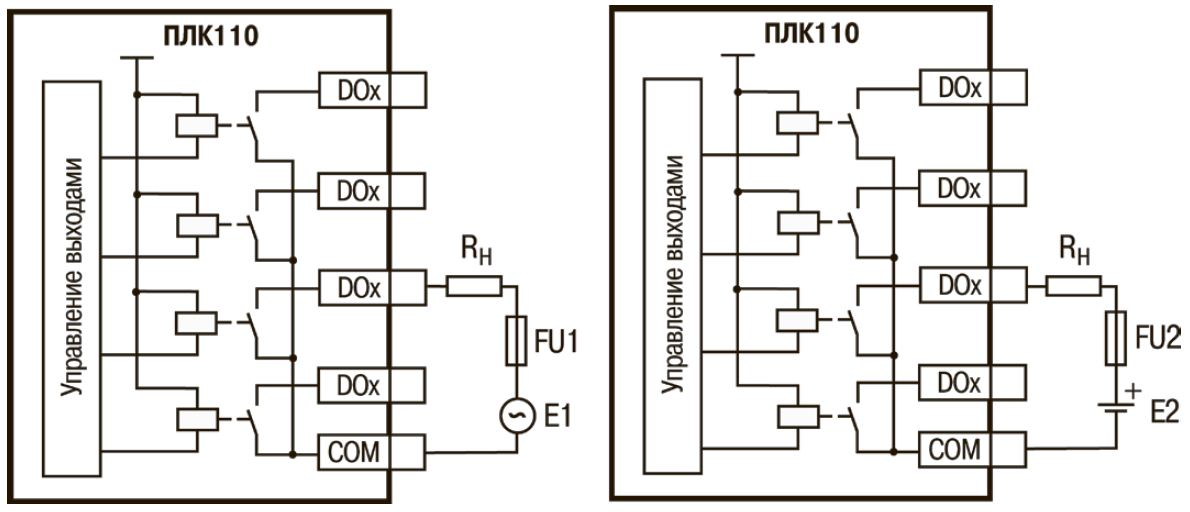 ПЛК110
Управление выходами
DOx
DOx
DOx
DOx
COM
RН
FU1
~
E1
ПЛК110
Управление выходами
DOx
DOx
DOx
DOx
COM
RН
FU2
+
E2